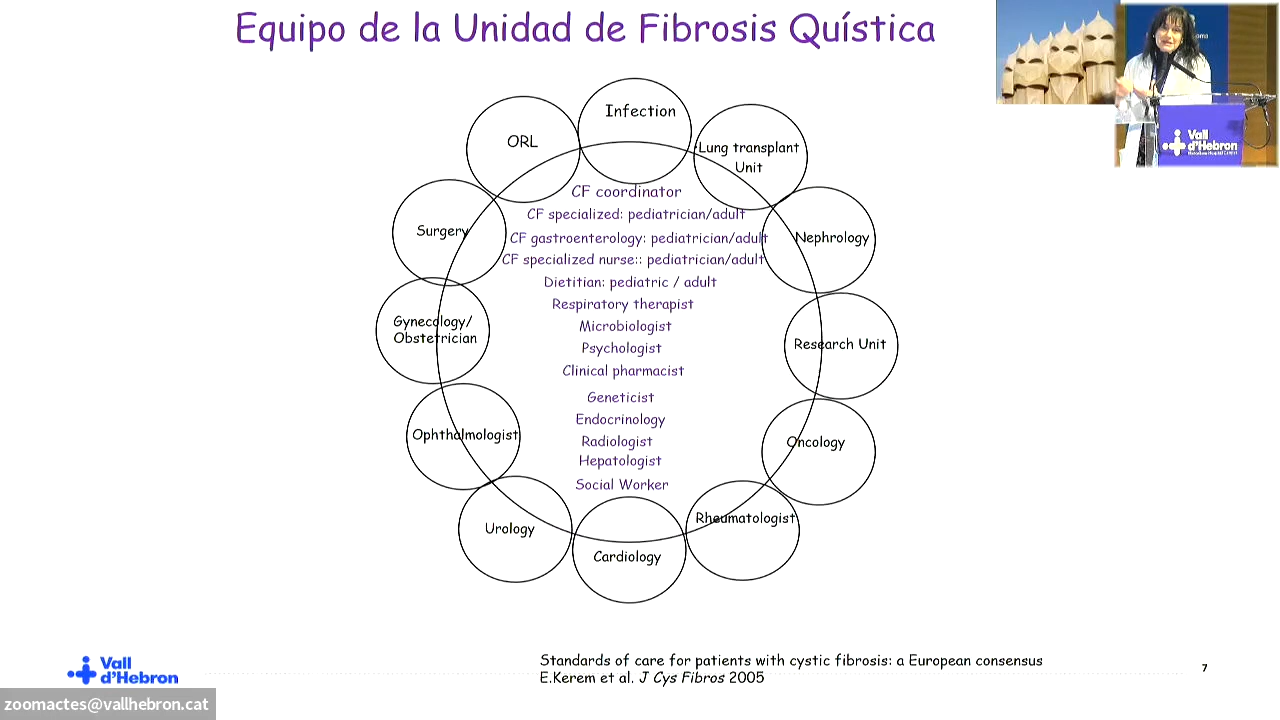 Equipo de la Unidad de Fibrosis Quística
Infection
ORL
Lung transplant
Unit
CF coordinator
CF specialized: pediatrician/adult
Surgery
CF gastroenterology: pediatrician/adult
Nephrology
CF specialized nurse:: pediatrician/adult
Dietitian: pediatric / adult
Respiratory therapist
Gynecology/
Obstetrician
Microbiologist
Psychologist
Research Unit
Clinical pharmacist
Geneticist
Endocrinology
Ophthalmologist
Radiologist
Oncology
Hepatologist
Social Worker
Urology
Rheumatologist
Cardiology
Vall
d'Hebron
Standards of care for patients with cystic fibrosis: a European consensus
E.Kerem et al. J Cys Fibros 2005
7
Vall
d'Hebron
zoomactes@vallhebron.cat